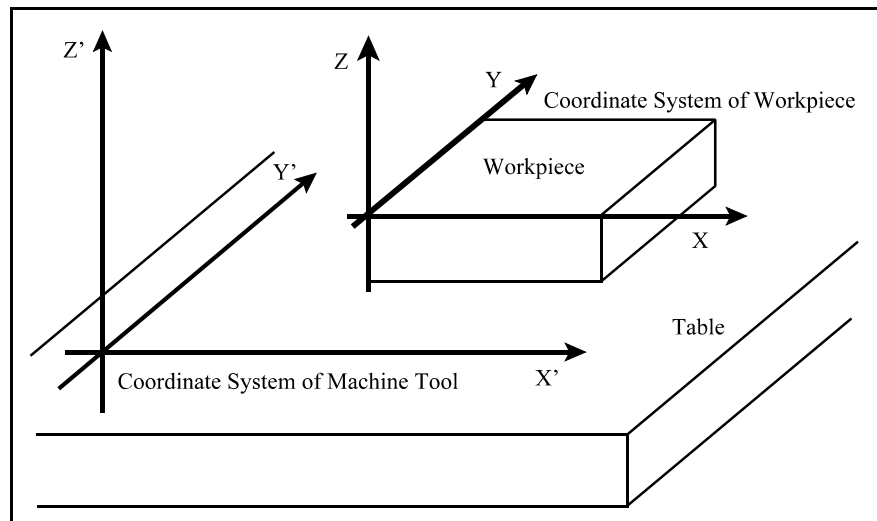 Z’
Z
Y
Coordinate System of Workpiece
Workpiece
Y’
X
Table
Coordinate System of Machine Tool
X’